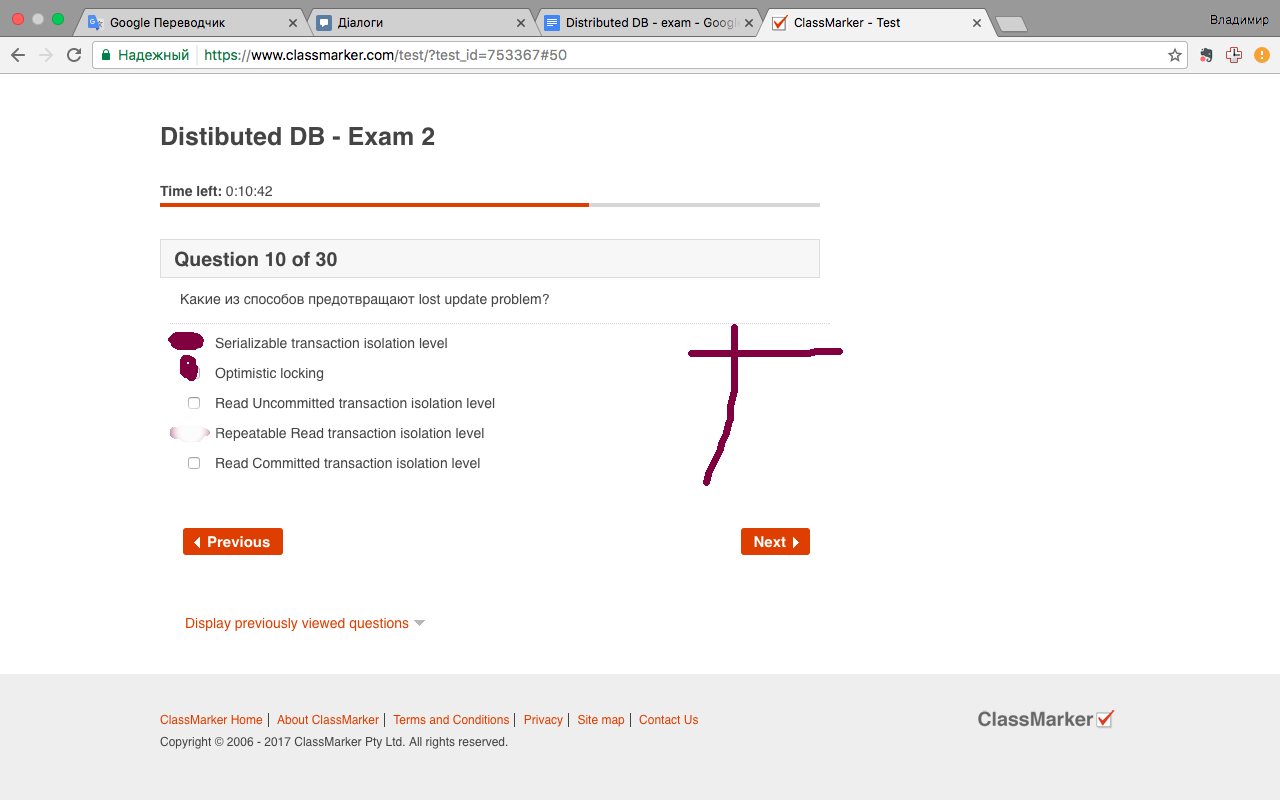 Google Переводчик
Діалоги
Distributed DB - exam - Googl
ClassMarker - Test
Владимир
Надежный
https://www.classmarker.com/test/?test_id=753367#50
Distibuted DB - Exam 2
Time left: 0:10:42
Question 10 of 30
Какие из способов предотвращают lost update problem?
Serializable transaction isolation level
Optimistic locking
Read Uncommitted transaction isolation level
Repeatable Read transaction isolation level
Read Committed transaction isolation level
Previous
Next
Display previously viewed questions
ClassMarker Home | About ClassMarker | Terms and Conditions | Privacy | Site map | Contact Us
ClassMarker
Copyright © 2006 - 2017 ClassMarker Pty Ltd. All rights reserved.